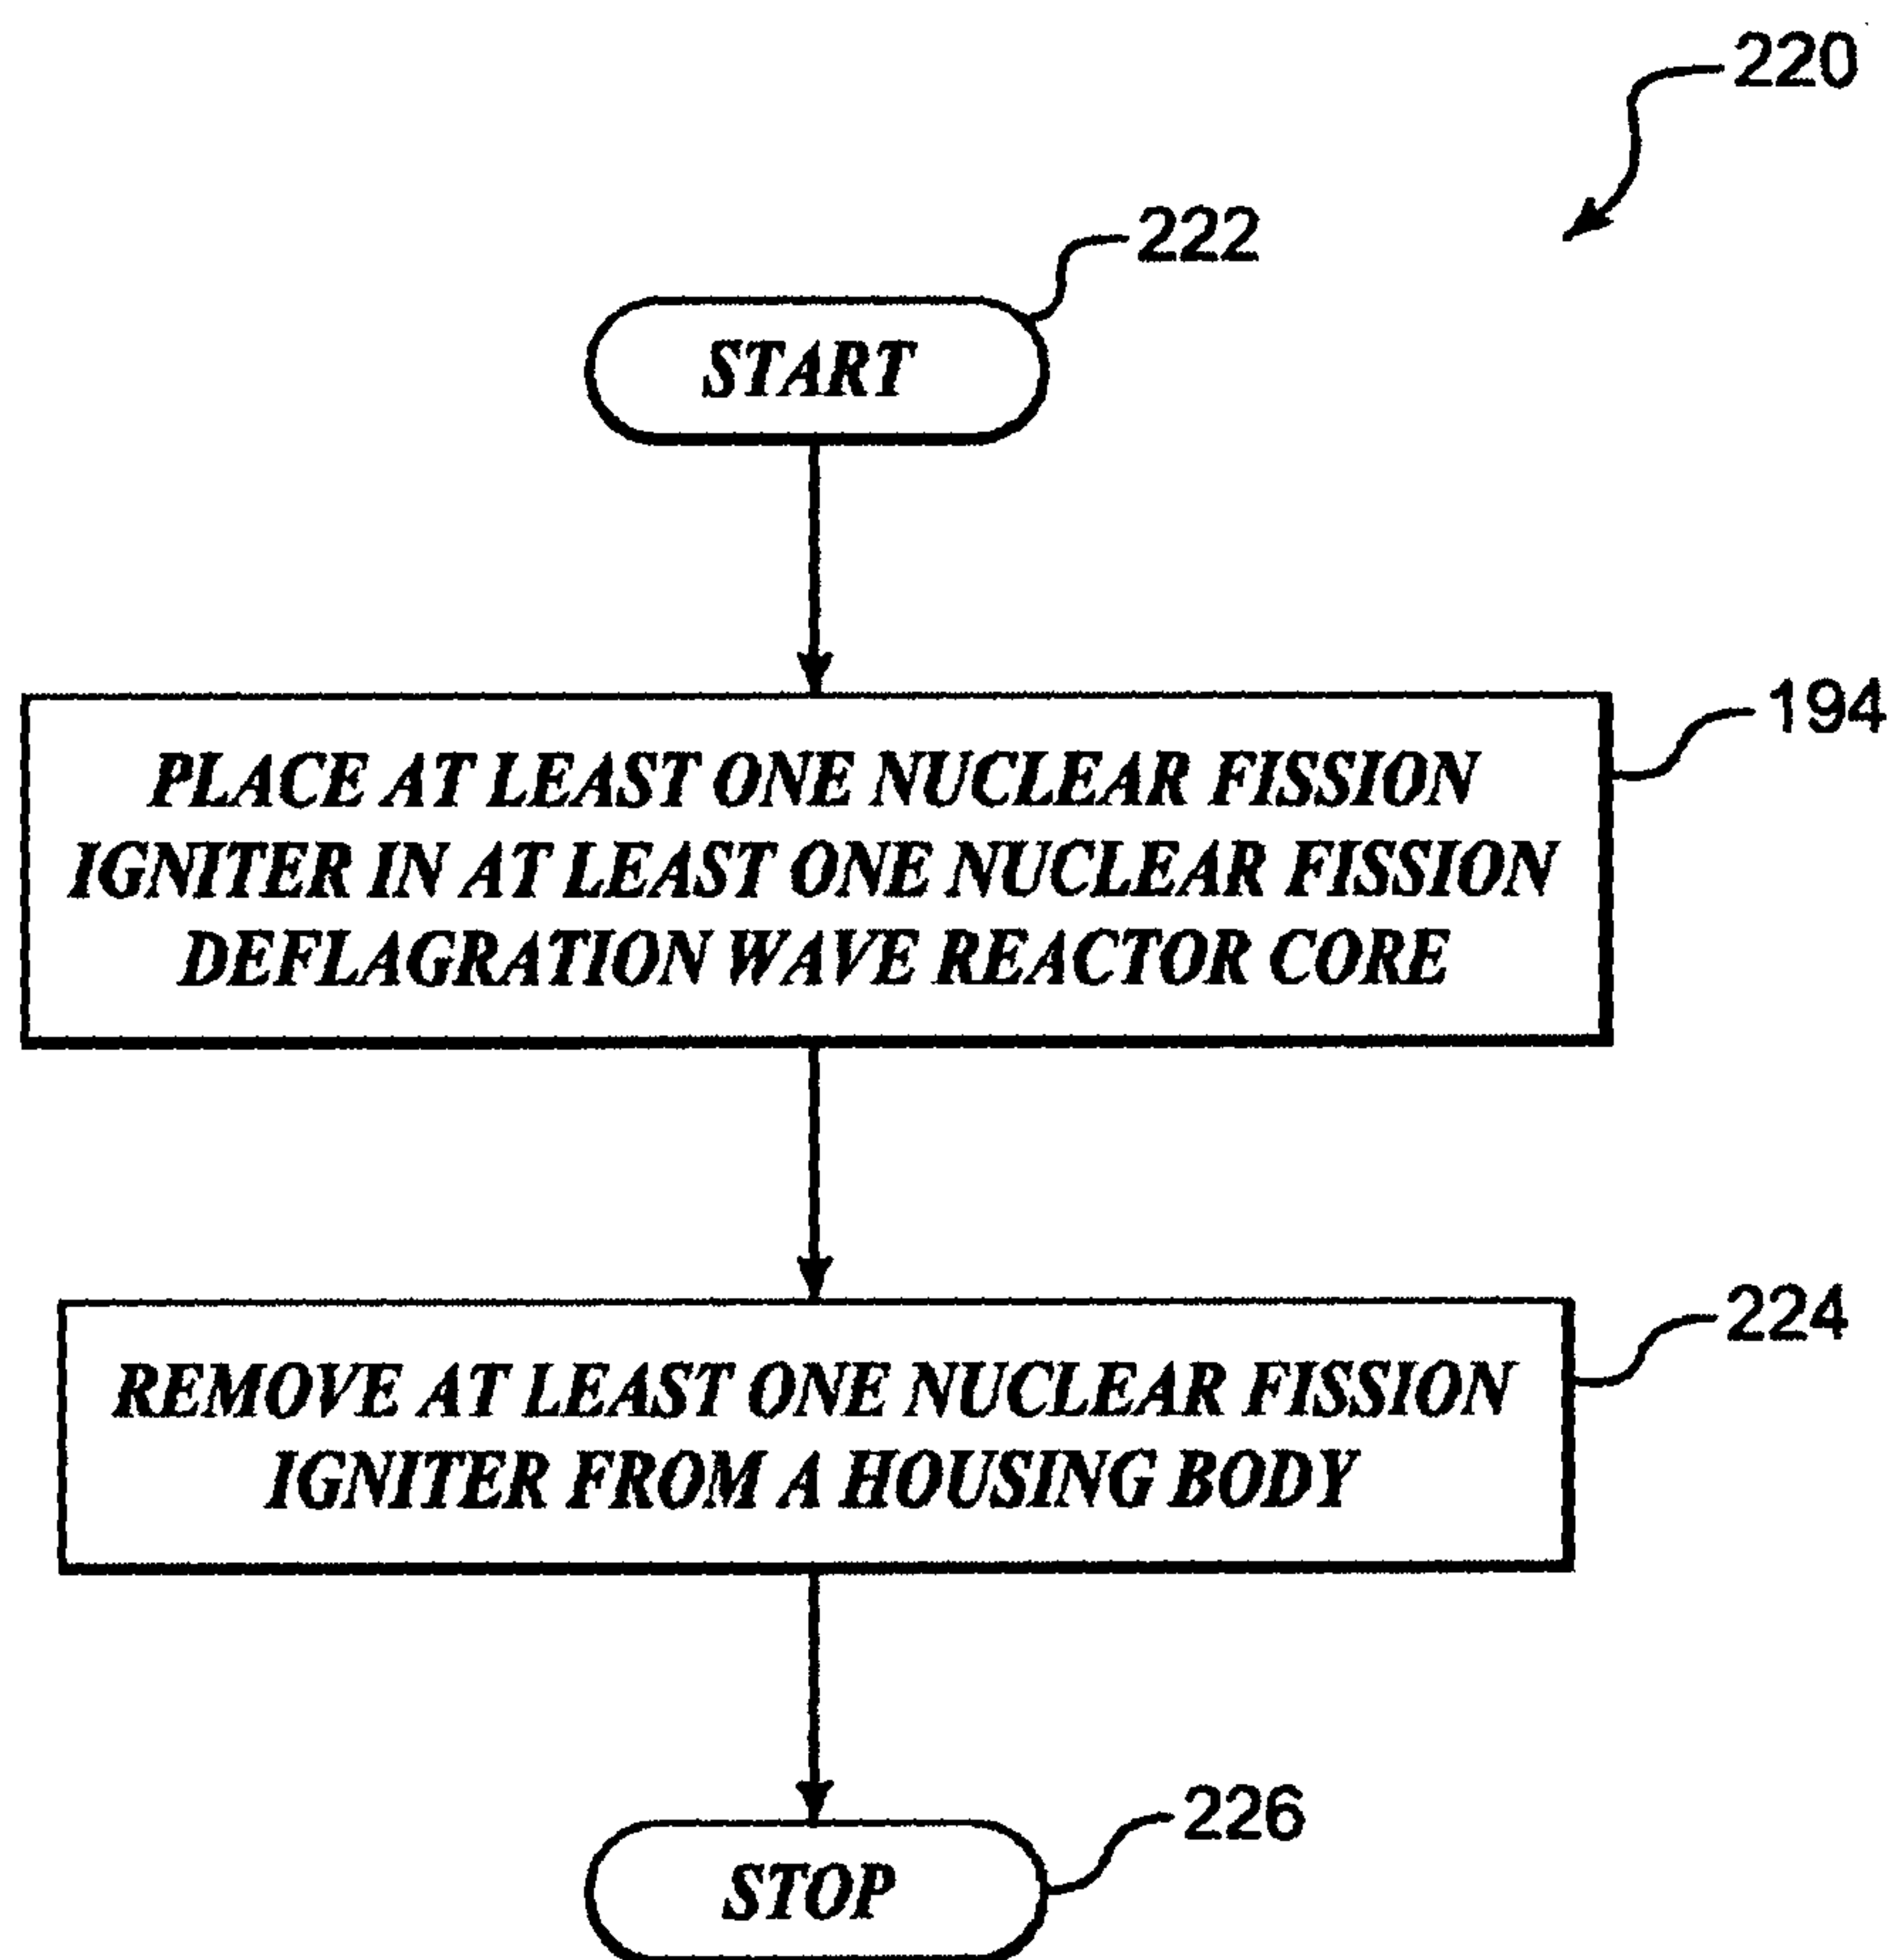 220
222
START
194
PLACE AT LEAST ONE NUCLEAR FISSION
IGNITER IN AT LEAST ONE NUCLEAR FISSION
DEFLAGRATION WAVE REACTOR CORE
224
REMOVE AT LEAST ONE NUCLEAR FISSION
IGNITER FROM A HOUSING BODY
226
STOP